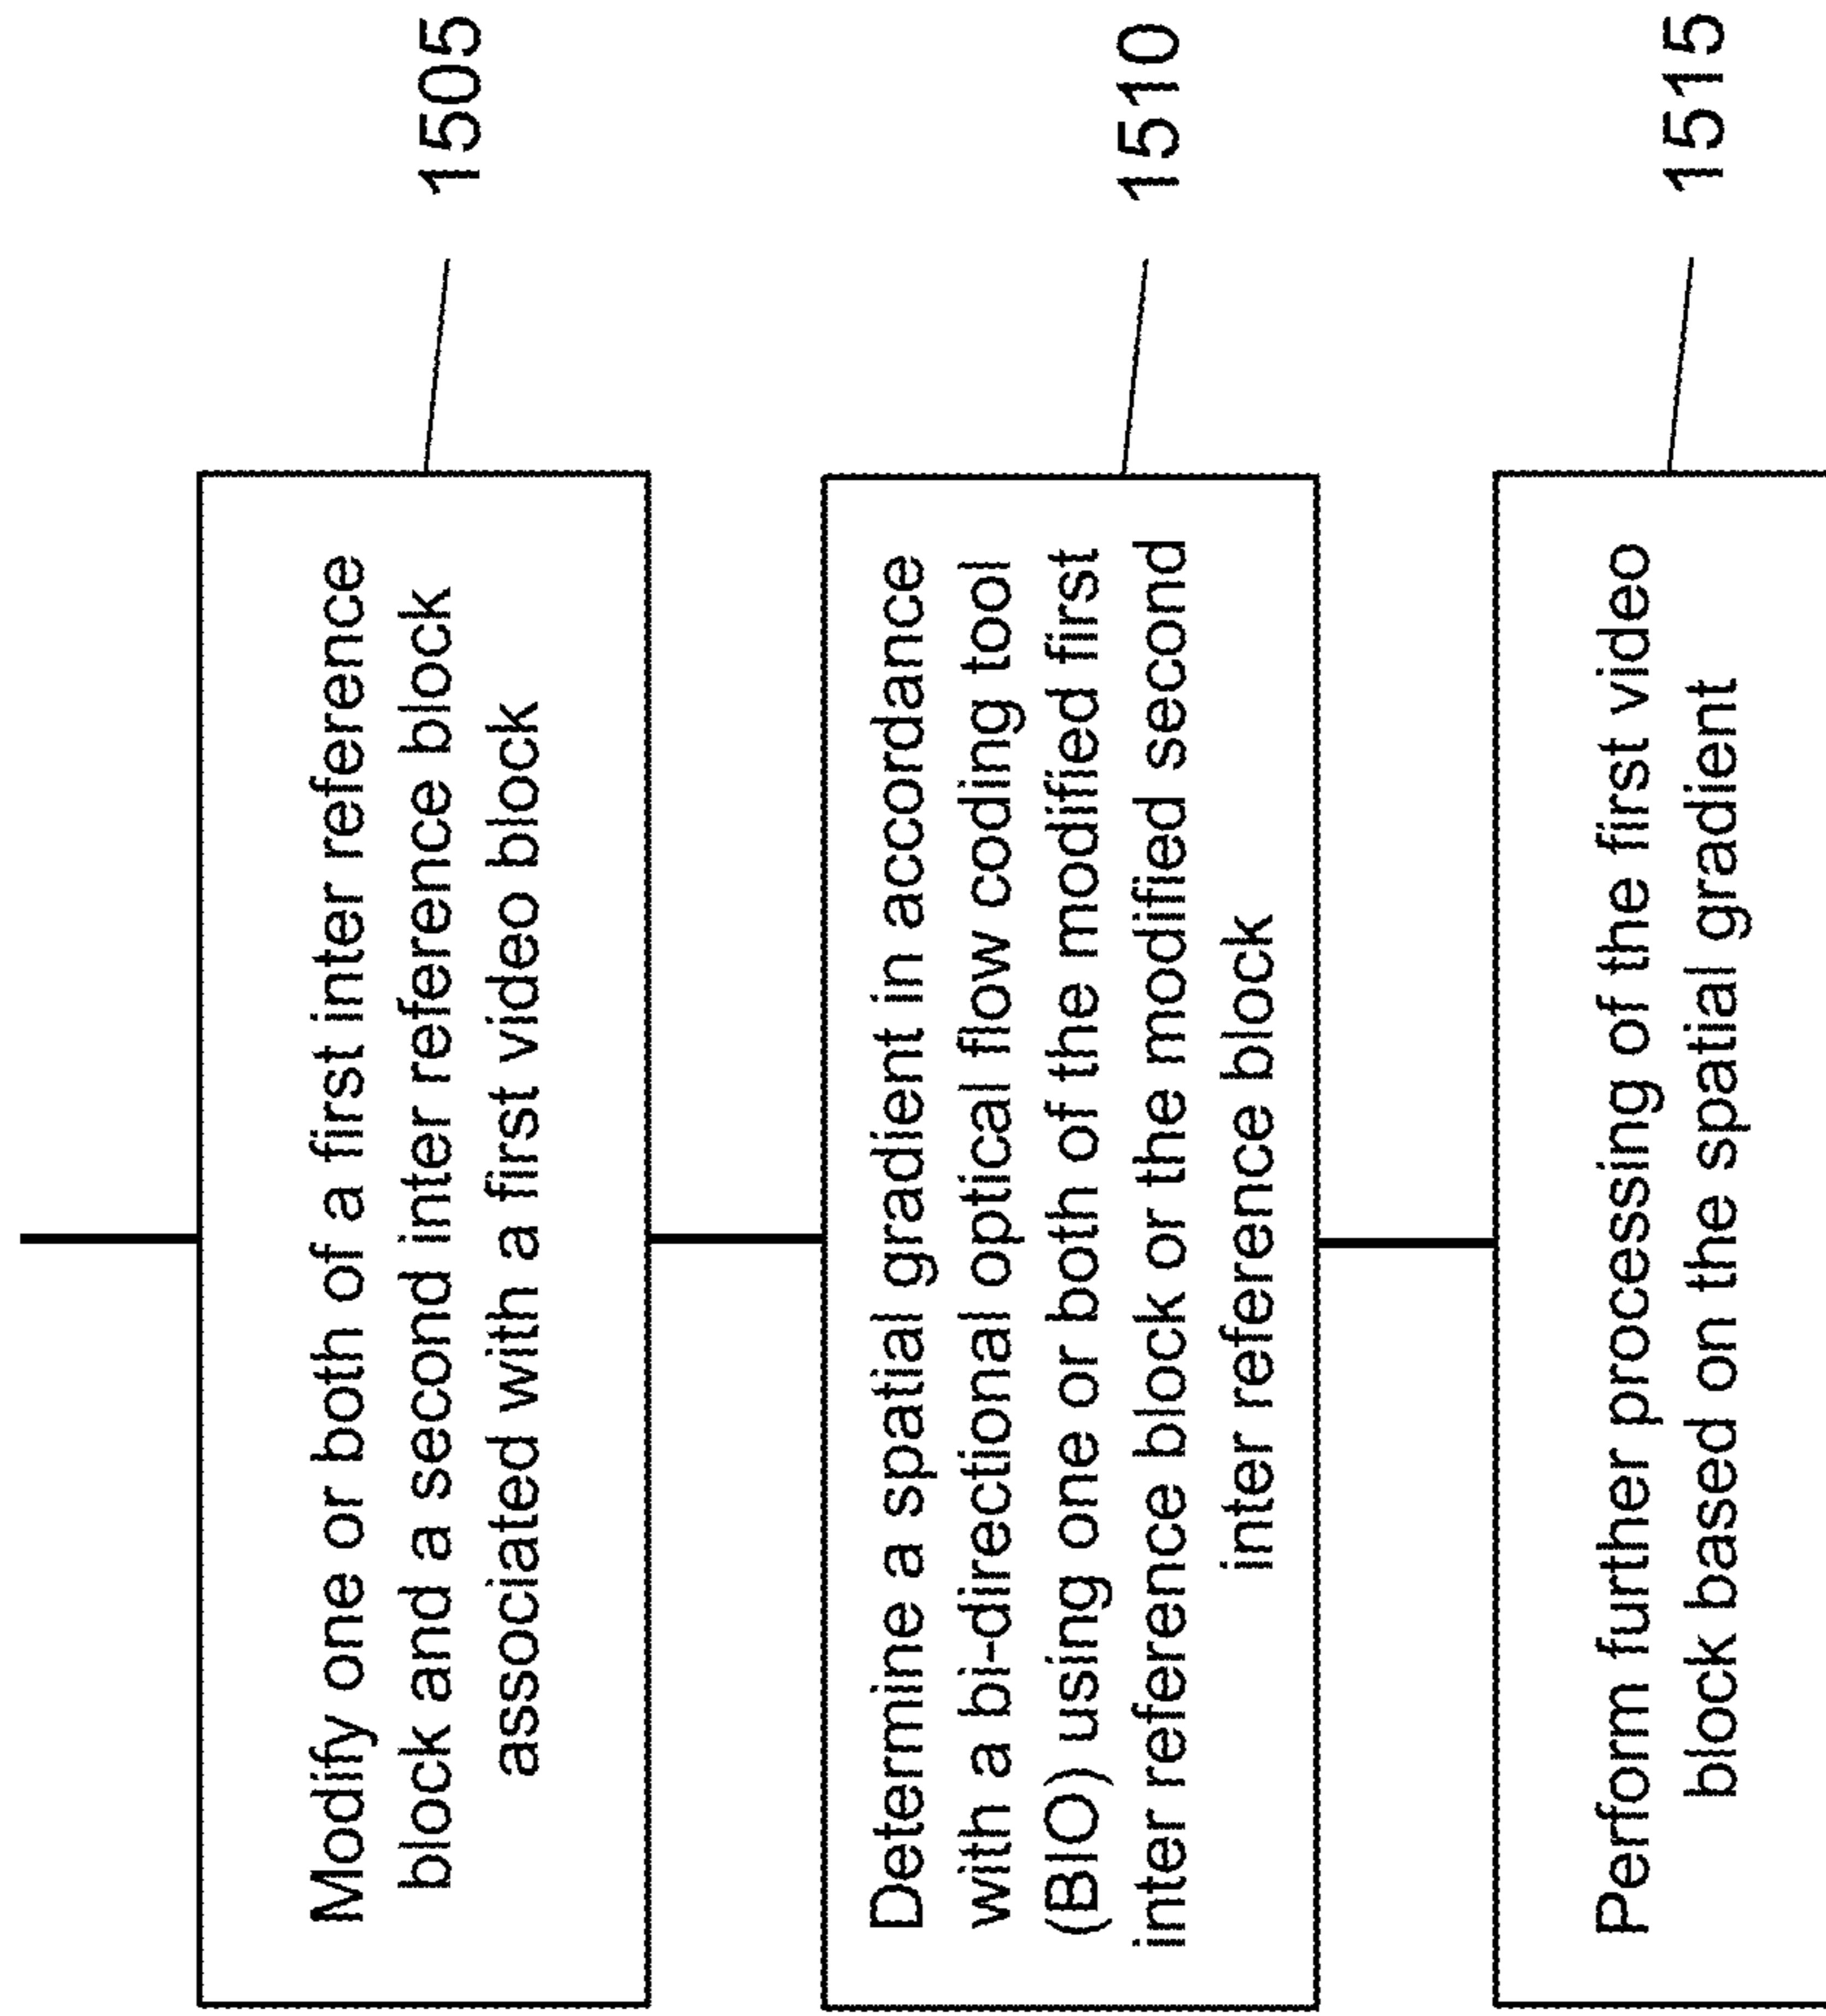 Modify one or both of a first inter reference
block and a second inter reference block
associated with a first video block
1505
Determine a spatial gradient in accordance
with a bi-directional optical flow coding tool
(BIO) using one or both of the modified first
inter reference block or the modified second
inter reference block
1510
Perform further processing of the first video
block based on the spatial gradient
1515